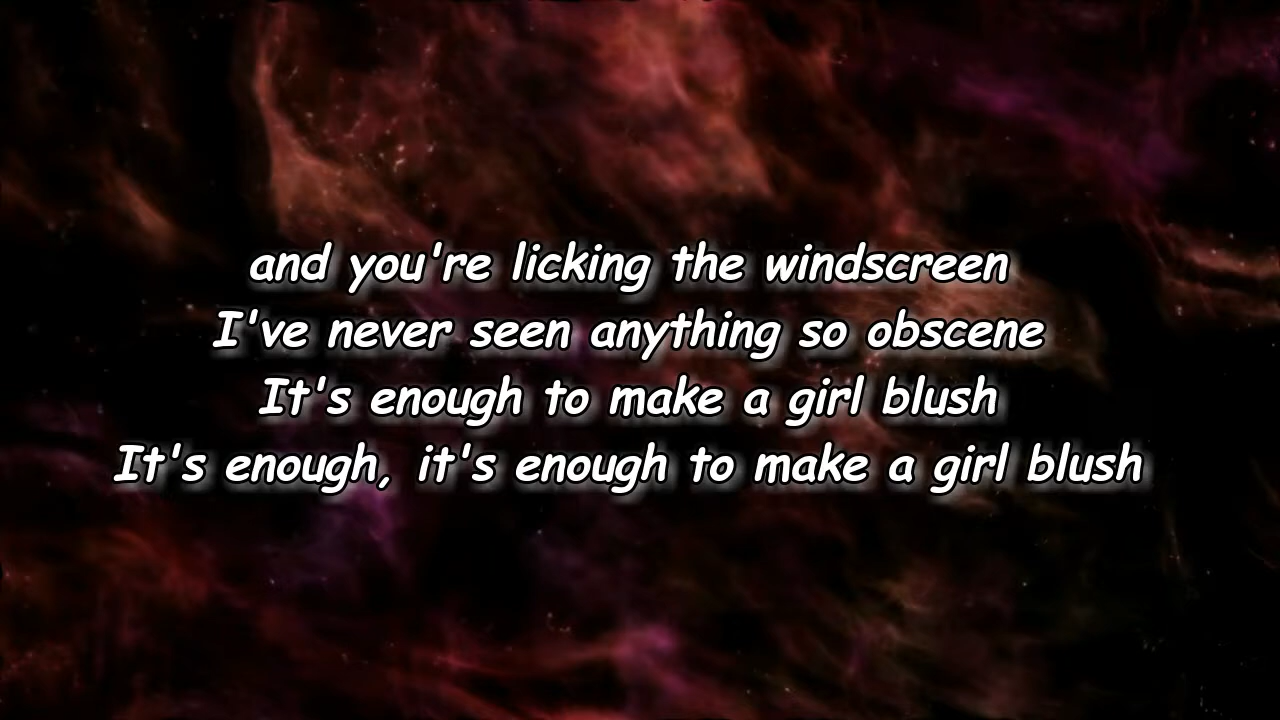 and you're licking the windscreen
I've never seen anything so obscene
It's enough to make a girl blush
It's enough, it's enough to make a girl blush